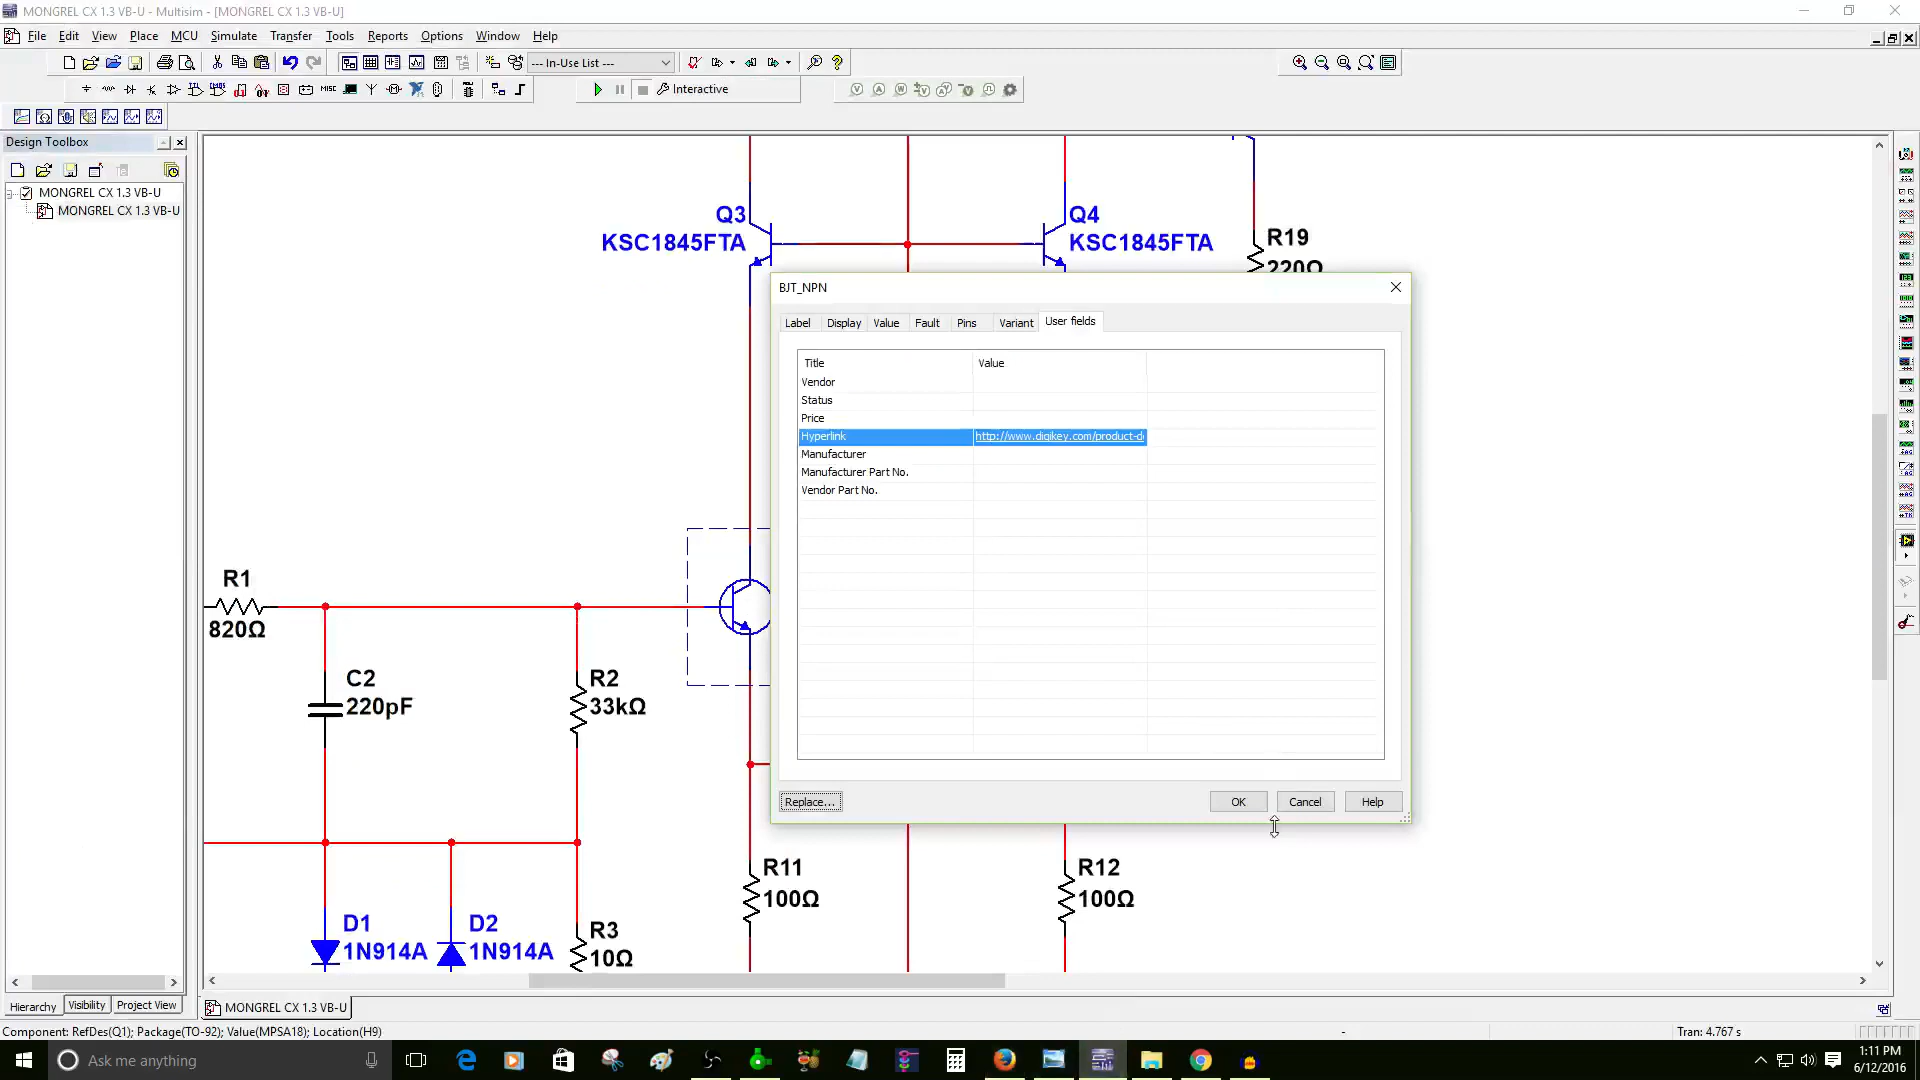 MONGREL CX 1.3 VB-U - Multisim - [MONGREL CX 1.3 VB-U]
File Edit View Place MCU Simulate Transfer Tools Reports Options Window Help
--- In-Use List ---
Interactive
Design Toolbox
MONGREL CX 1.3 VB-U
MONGREL CX 1.3 VB-U
Q3
KSC1845FTA
Q4
KSC1845FTA
R19
220Ω
BJT_NPN
Label Display Value Fault Pins Variant User fields
Title Value
Vendor
Status
Price
Hyperlink http://www.digikey.com/product-d
Manufacturer
Manufacturer Part No.
Vendor Part No.
Replace... OK Cancel Help
R1
820Ω
C2
220pF
R2
33kΩ
R11
100Ω
R12
100Ω
D1
1N914A
D2
1N914A
R3
10Ω
Hierarchy Visibility Project View
MONGREL CX 1.3 VB-U
Component: RefDes(Q1); Package(TO-92); Value(MPSA18); Location(H9)
- Tran: 4.767 s
Ask me anything
1:11 PM
6/12/2016